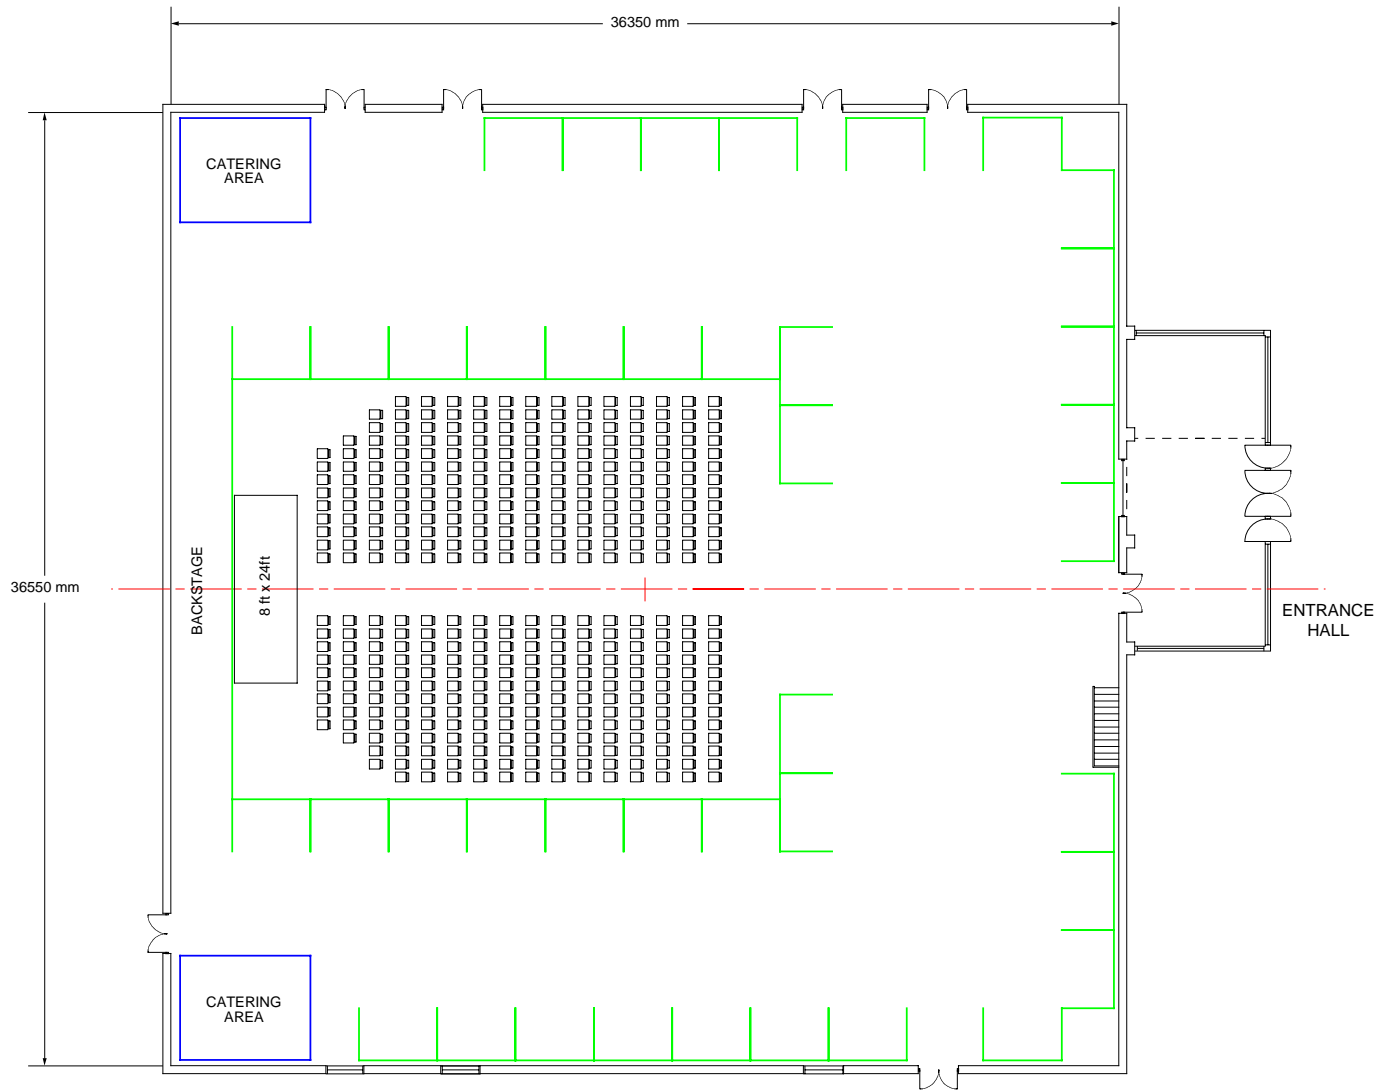 36350 mm
CATERING
AREA
36550 mm
BACKSTAGE
8 ft x 24ft
ENTRANCE
HALL
CATERING
AREA